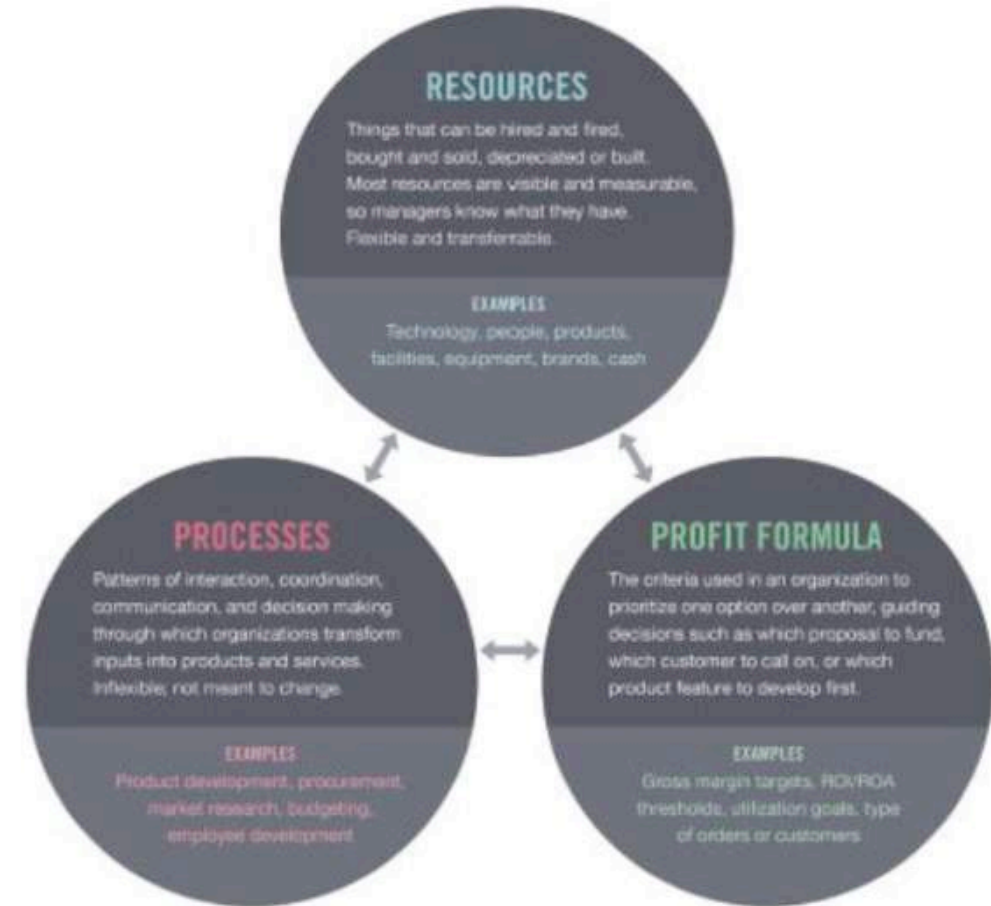 RESOURCES
Things that can be hired and fired,
bought and sold, depreciated or built.
Most resources are visible and measurable,
so managers know what they have.
Flexible and transferrable.
EXAMPLES
Technology, people, products,
facilities, equipment, brands, cash
PROCESSES
Patterns of interaction, coordination,
communication, and decision making
through which organizations transform
inputs into products and services.
Inflexible; not meant to change.
EXAMPLES
Product development, procurement,
market research, budgeting,
employee development
PROFIT FORMULA
The criteria used in an organization to
prioritize one option over another, guiding
decisions such as which proposal to fund,
which customer to call on, or which
product feature to develop first.
EXAMPLES
Gross margin targets, ROI/ROA
thresholds, utilization goals, type
of orders or customers